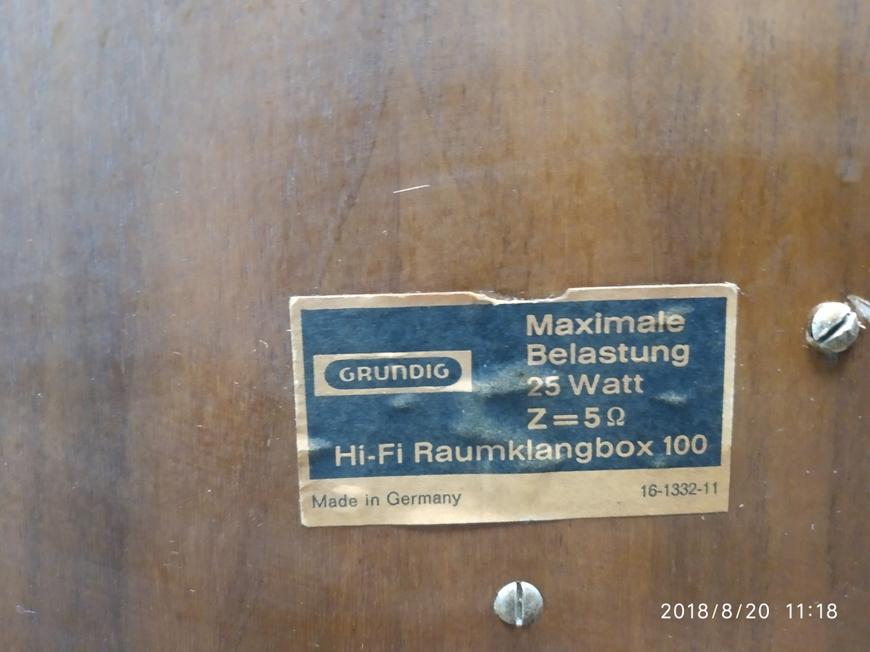 GRUNDIG
Maximale
Belastung
25 Watt
Z=5Ω
Hi-Fi Raumklangbox 100
Made in Germany
16-1332-11
2018/8/20 11:18